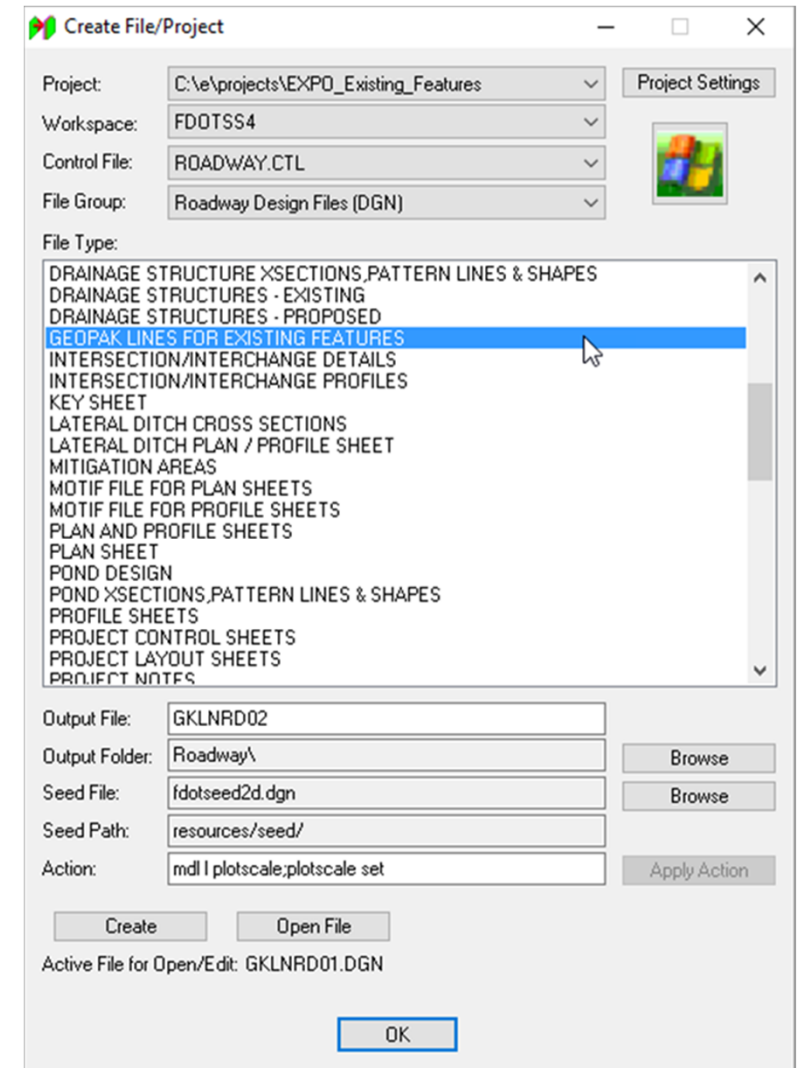 Create File/Project
Project: C:\e\projects\EXPO_Existing_Features Project Settings
Workspace: FDOTSS4
Control File: ROADWAY.CTL
File Group: Roadway Design Files (DGN)
File Type:
DRAINAGE STRUCTURE XSECTIONS,PATTERN LINES & SHAPES
DRAINAGE STRUCTURES - EXISTING
DRAINAGE STRUCTURES - PROPOSED
GEOPAK LINES FOR EXISTING FEATURES
INTERSECTION/INTERCHANGE DETAILS
INTERSECTION/INTERCHANGE PROFILES
KEY SHEET
LATERAL DITCH CROSS SECTIONS
LATERAL DITCH PLAN / PROFILE SHEET
MITIGATION AREAS
MOTIF FILE FOR PLAN SHEETS
MOTIF FILE FOR PROFILE SHEETS
PLAN AND PROFILE SHEETS
PLAN SHEET
POND DESIGN
POND XSECTIONS,PATTERN LINES & SHAPES
PROFILE SHEETS
PROJECT CONTROL SHEETS
PROJECT LAYOUT SHEETS
PROJECT NOTES
Output File: GKLNRD02
Output Folder: Roadway\ Browse
Seed File: fdotseed2d.dgn Browse
Seed Path: resources/seed/
Action: mdl l plotscale;plotscale set Apply Action
Create Open File
Active File for Open/Edit: GKLNRD01.DGN
OK